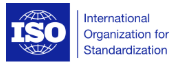 ISO
International
Organization for
Standardization